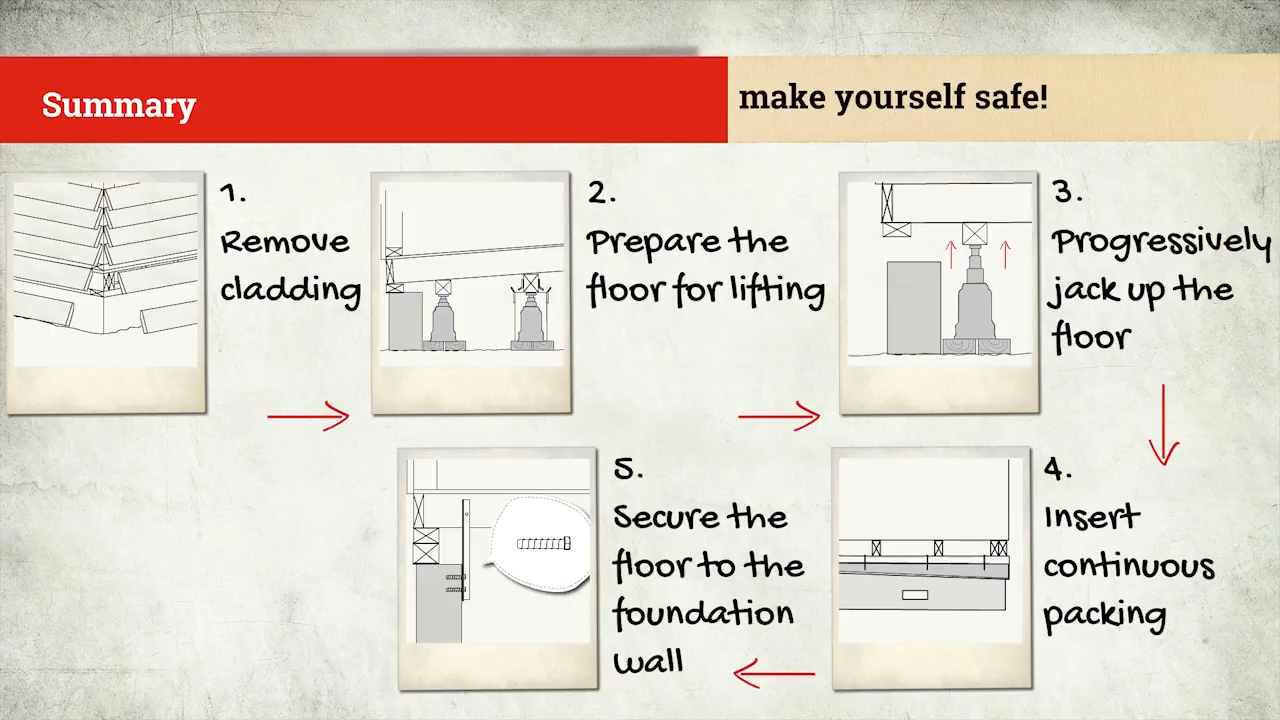 Summary
make yourself safe!
1.
Remove
cladding
2.
Prepare the
floor for lifting
3.
Progressively
jack up the
floor
4.
Insert
continuous
packing
5.
Secure the
floor to the
foundation
wall